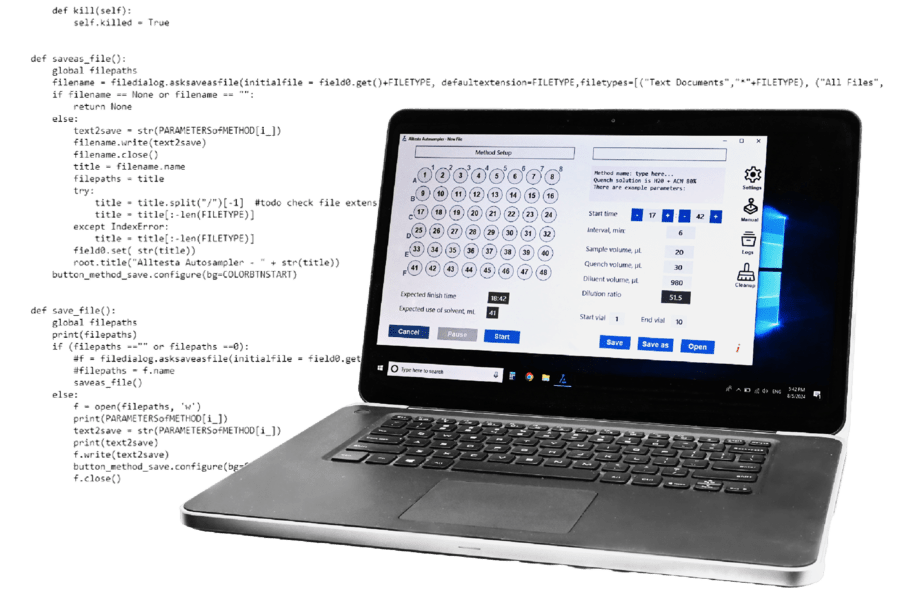 def kill(self):
self.killed = True
def saveas_file():
global filepaths
filename = filedialog.asksaveasfile(initialfile = field0.get()+FILETYPE, defaultextension=FILETYPE,filetypes=[("Text Documents","*"+FILETYPE), ("All Files",
if filename == None or filename == "":
return None
else:
text2save = str(PARAMETERSofMETHOD[i_])
filename.write(text2save)
filename.close()
title = filename.name
filepaths = title
try:
title = title.split("/")[-1] #todo check file extens
title = title[:-len(FILETYPE)]
except IndexError:
title = title[:-len(FILETYPE)]
field0.set( str(title))
root.title("Alltesta Autosampler - " + str(title))
button_method_save.configure(bg=COLORBTNSTART)
def save_file():
global filepaths
print(filepaths)
if (filepaths =="" or filepaths ==0):
#f = filedialog.asksaveasfile(initialfile = field0.get
#filepaths = f.name
saveas_file()
else:
f = open(filepaths, 'w')
print(PARAMETERSofMETHOD[i_])
text2save = str(PARAMETERSofMETHOD[i_])
print(text2save)
f.write(text2save)
button_method_save.configure(bg=
f.close()
Alltesta Autosampler - New File
Method Setup
1 2 3 4 5 6 7 8
A 1 2 3 4 5 6 7 8
B 9 10 11 12 13 14 15 16
C 17 18 19 20 21 22 23 24
D 25 26 27 28 29 30 31 32
E 33 34 35 36 37 38 39 40
F 41 42 43 44 45 46 47 48
Expected finish time 18:42
Expected use of solvent, mL 41
Cancel Pause Start
Method name: type here...
Quench solution is H2O + ACN 80%
There are example parameters:
Start time - 17 + - 42 +
Interval, min: 6
Sample volume, µL 20
Quench volume, µL 30
Diluent volume, µL 980
Dilution ratio 51.5
Start vial 1 End vial 10
Save Save as Open
i
Settings
Manual
Logs
Cleanup
Type here to search
ENG
5:42 PM
8/5/2024